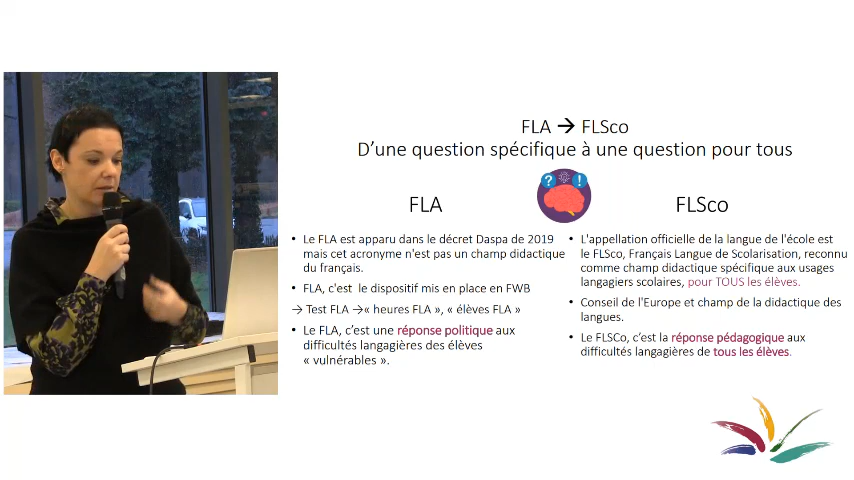 FLA → FLSco
D'une question spécifique à une question pour tous
FLA
• Le FLA est apparu dans le décret Daspa de 2019
mais cet acronyme n'est pas un champ didactique
du français.
• FLA, c'est le dispositif mis en place en FWB
→ Test FLA →« heures FLA », « élèves FLA »
• Le FLA, c'est une réponse politique aux
difficultés langagières des élèves
« vulnérables ».
? !
FLSco
• L'appellation officielle de la langue de l'école est
le FLSco, Français Langue de Scolarisation, reconnu
comme champ didactique spécifique aux usages
langagiers scolaires, pour TOUS les élèves.
• Conseil de l'Europe et champ de la didactique des
langues.
• Le FLSCo, c'est la réponse pédagogique aux
difficultés langagières de tous les élèves.